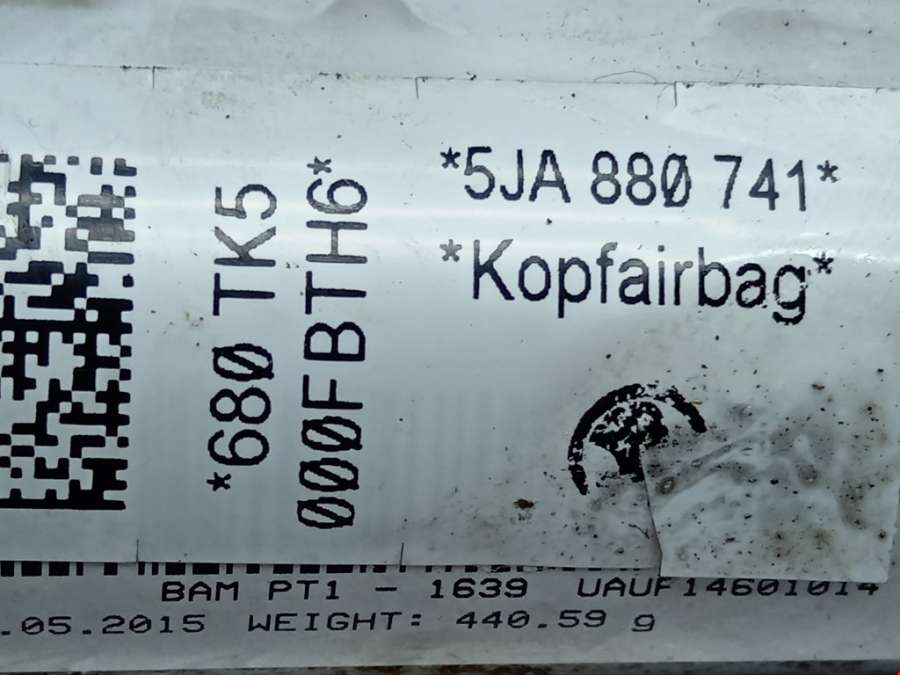 *5JA 880 741*
*Kopfairbag*
*680 TK5
000FBTH6*
BAM PT1 - 1639 UAUF14601014
.05.2015 WEIGHT: 440.59 g